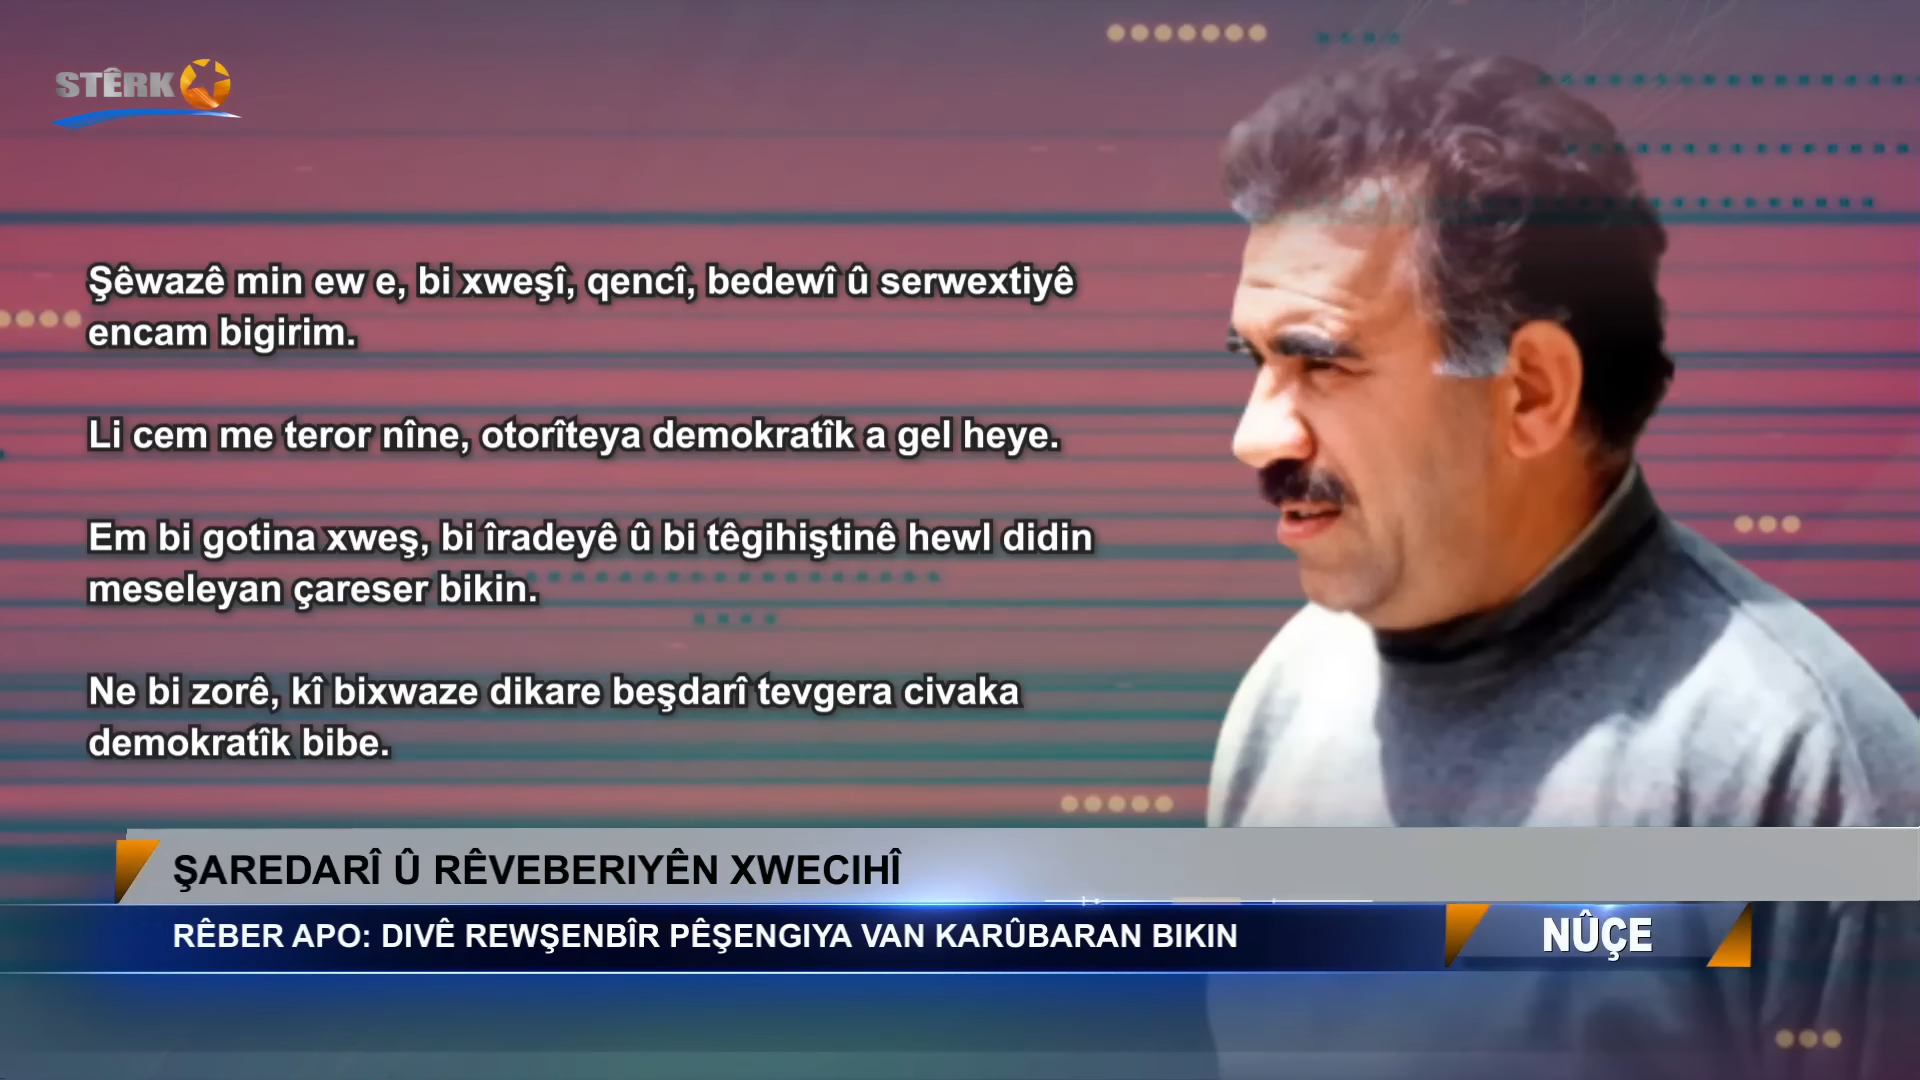 STÊRK
Şêwazê min ew e, bi xweşî, qencî, bedewî û serwextiyê
encam bigirim.
Li cem me teror nîne, otorîteya demokratîk a gel heye.
Em bi gotina xweş, bi îradeyê û bi têgihiştinê hewl didin
meseleyan çareser bikin.
Ne bi zorê, kî bixwaze dikare beşdarî tevgera civaka
demokratîk bibe.
ŞAREDARÎ Û RÊVEBERIYÊN XWECIHÎ
RÊBER APO: DIVÊ REWŞENBÎR PÊŞENGIYA VAN KARÛBARAN BIKIN
NÛÇE